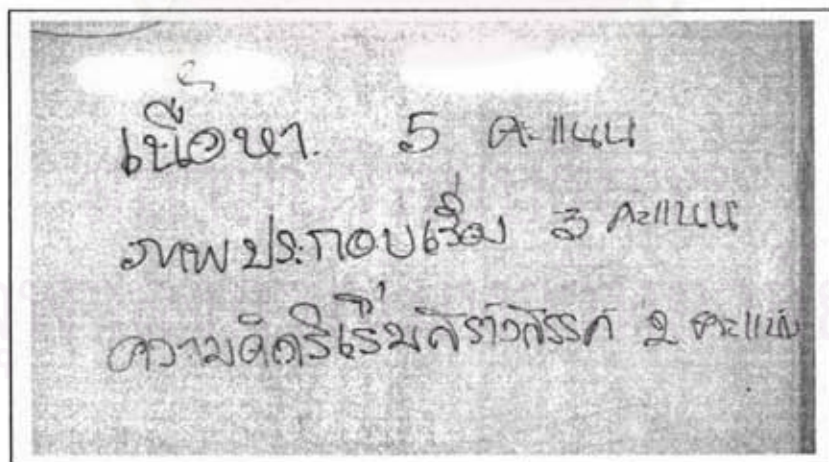 เนื้อหา 5 คะแนน
ภาพประกอบเรื่อง 3 คะแนน
ความคิดริเริ่มสร้างสรรค์ 2 คะแนน